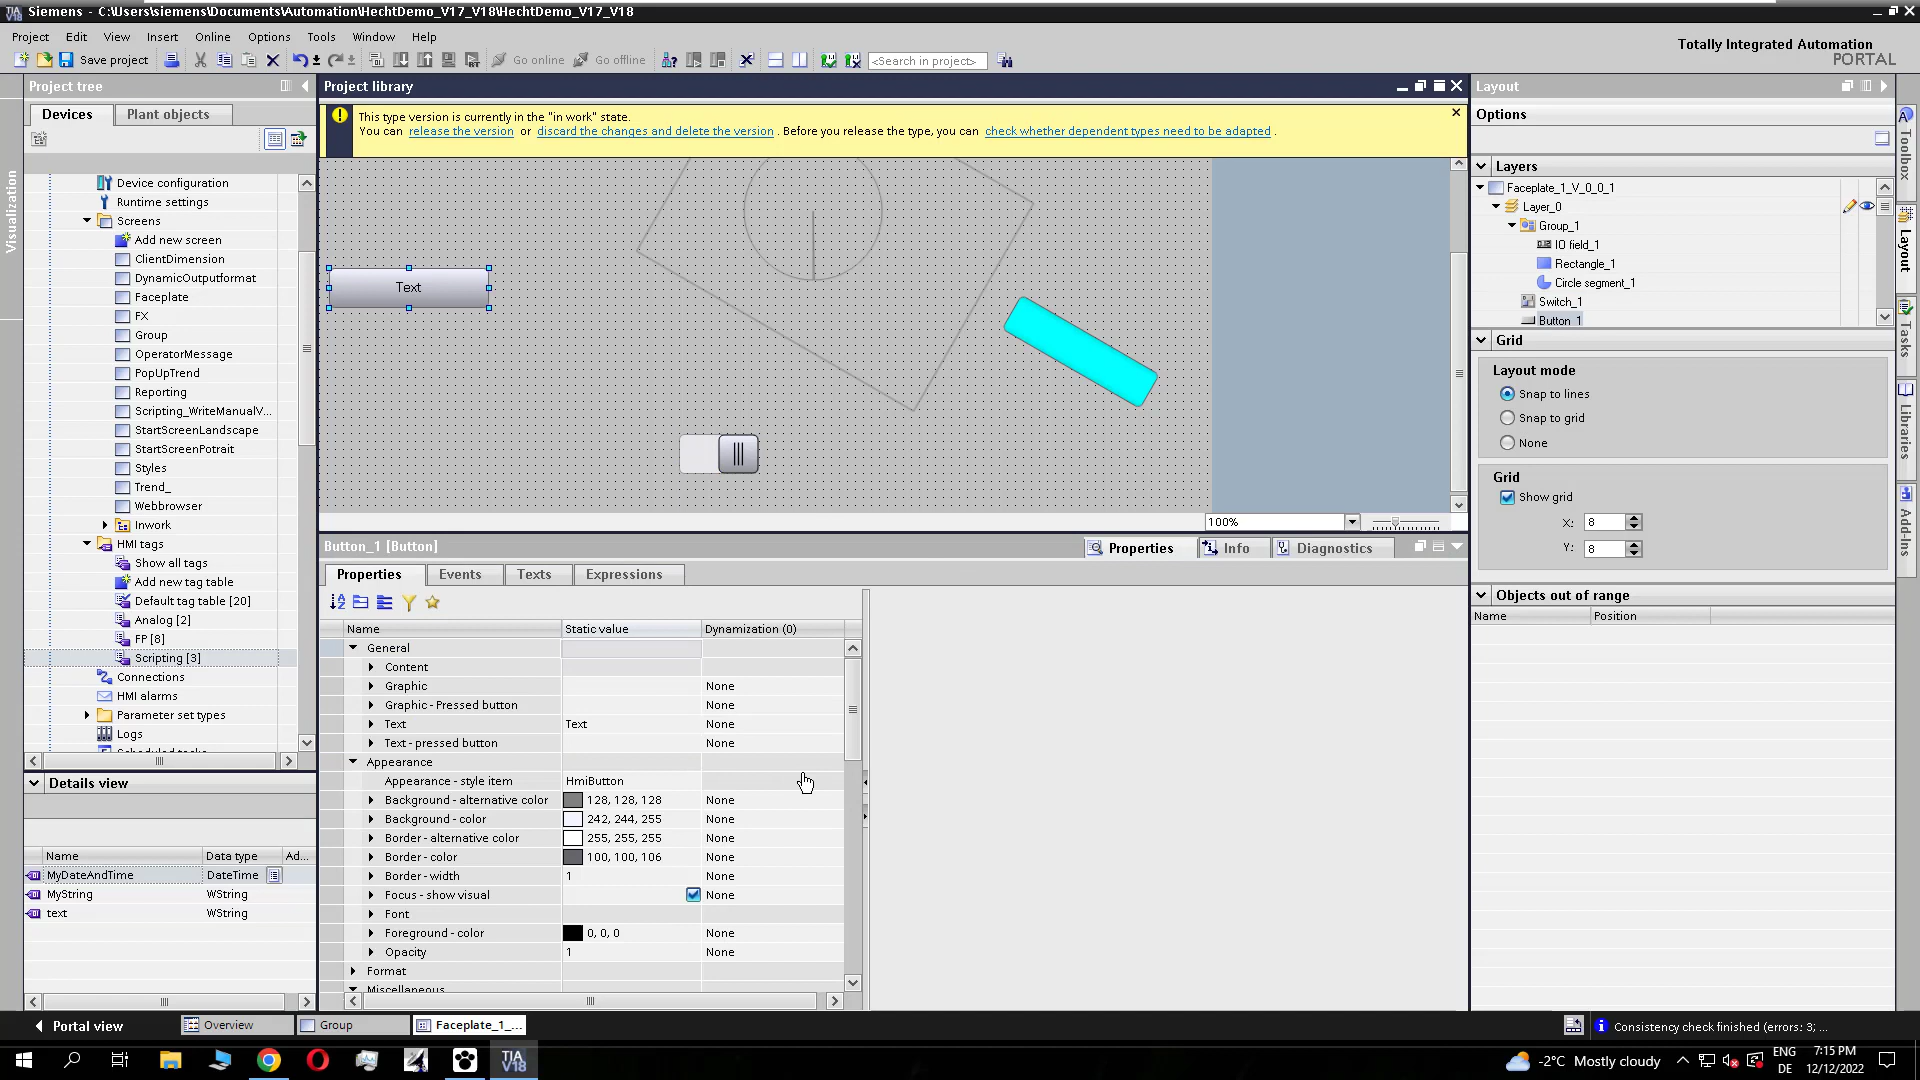 Siemens - C:\Users\siemens\Documents\Automation\HechtDemo_V17_V18\HechtDemo_V17_V18
Project Edit View Insert Online Options Tools Window Help
Totally Integrated Automation
PORTAL
Save project
Go online
Go offline
<Search in project>
Project tree
Devices
Plant objects
Visualization
Device configuration
Runtime settings
Screens
Add new screen
ClientDimension
DynamicOutputformat
Faceplate
FX
Group
OperatorMessage
PopUpTrend
Reporting
Scripting_WriteManualV...
StartScreenLandscape
StartScreenPotrait
Styles
Trend_
Webbrowser
Inwork
HMI tags
Show all tags
Add new tag table
Default tag table [20]
Analog [2]
FP [8]
Scripting [3]
Connections
HMI alarms
Parameter set types
Logs
Scheduled tasks
Details view
Name Data type Ad...
MyDateAndTime DateTime
MyString WString
text WString
Project library
This type version is currently in the "in work" state.
You can release the version or discard the changes and delete the version . Before you release the type, you can check whether dependent types need to be adapted .
Text
100%
Button_1 [Button]
Properties
Info
Diagnostics
Properties Events Texts Expressions
Name Static value Dynamization (0)
General
Content
Graphic None
Graphic - Pressed button None
Text Text None
Text - pressed button None
Appearance
Appearance - style item HmiButton
Background - alternative color 128, 128, 128 None
Background - color 242, 244, 255 None
Border - alternative color 255, 255, 255 None
Border - color 100, 100, 106 None
Border - width 1 None
Focus - show visual None
Font
Foreground - color 0, 0, 0 None
Opacity 1 None
Format
Miscellaneous
Layout
Options
Layers
Faceplate_1_V_0_0_1
Layer_0
Group_1
IO field_1
Rectangle_1
Circle segment_1
Switch_1
Button_1
Grid
Layout mode
Snap to lines
Snap to grid
None
Grid
Show grid
X: 8
Y: 8
Objects out of range
Name Position
Toolbox
Layout
Tasks
Libraries
Add-Ins
Portal view
Overview
Group
Faceplate_1_...
Consistency check finished (errors: 3; ...
TIA
V18
-2°C Mostly cloudy
ENG
DE
7:15 PM
12/12/2022